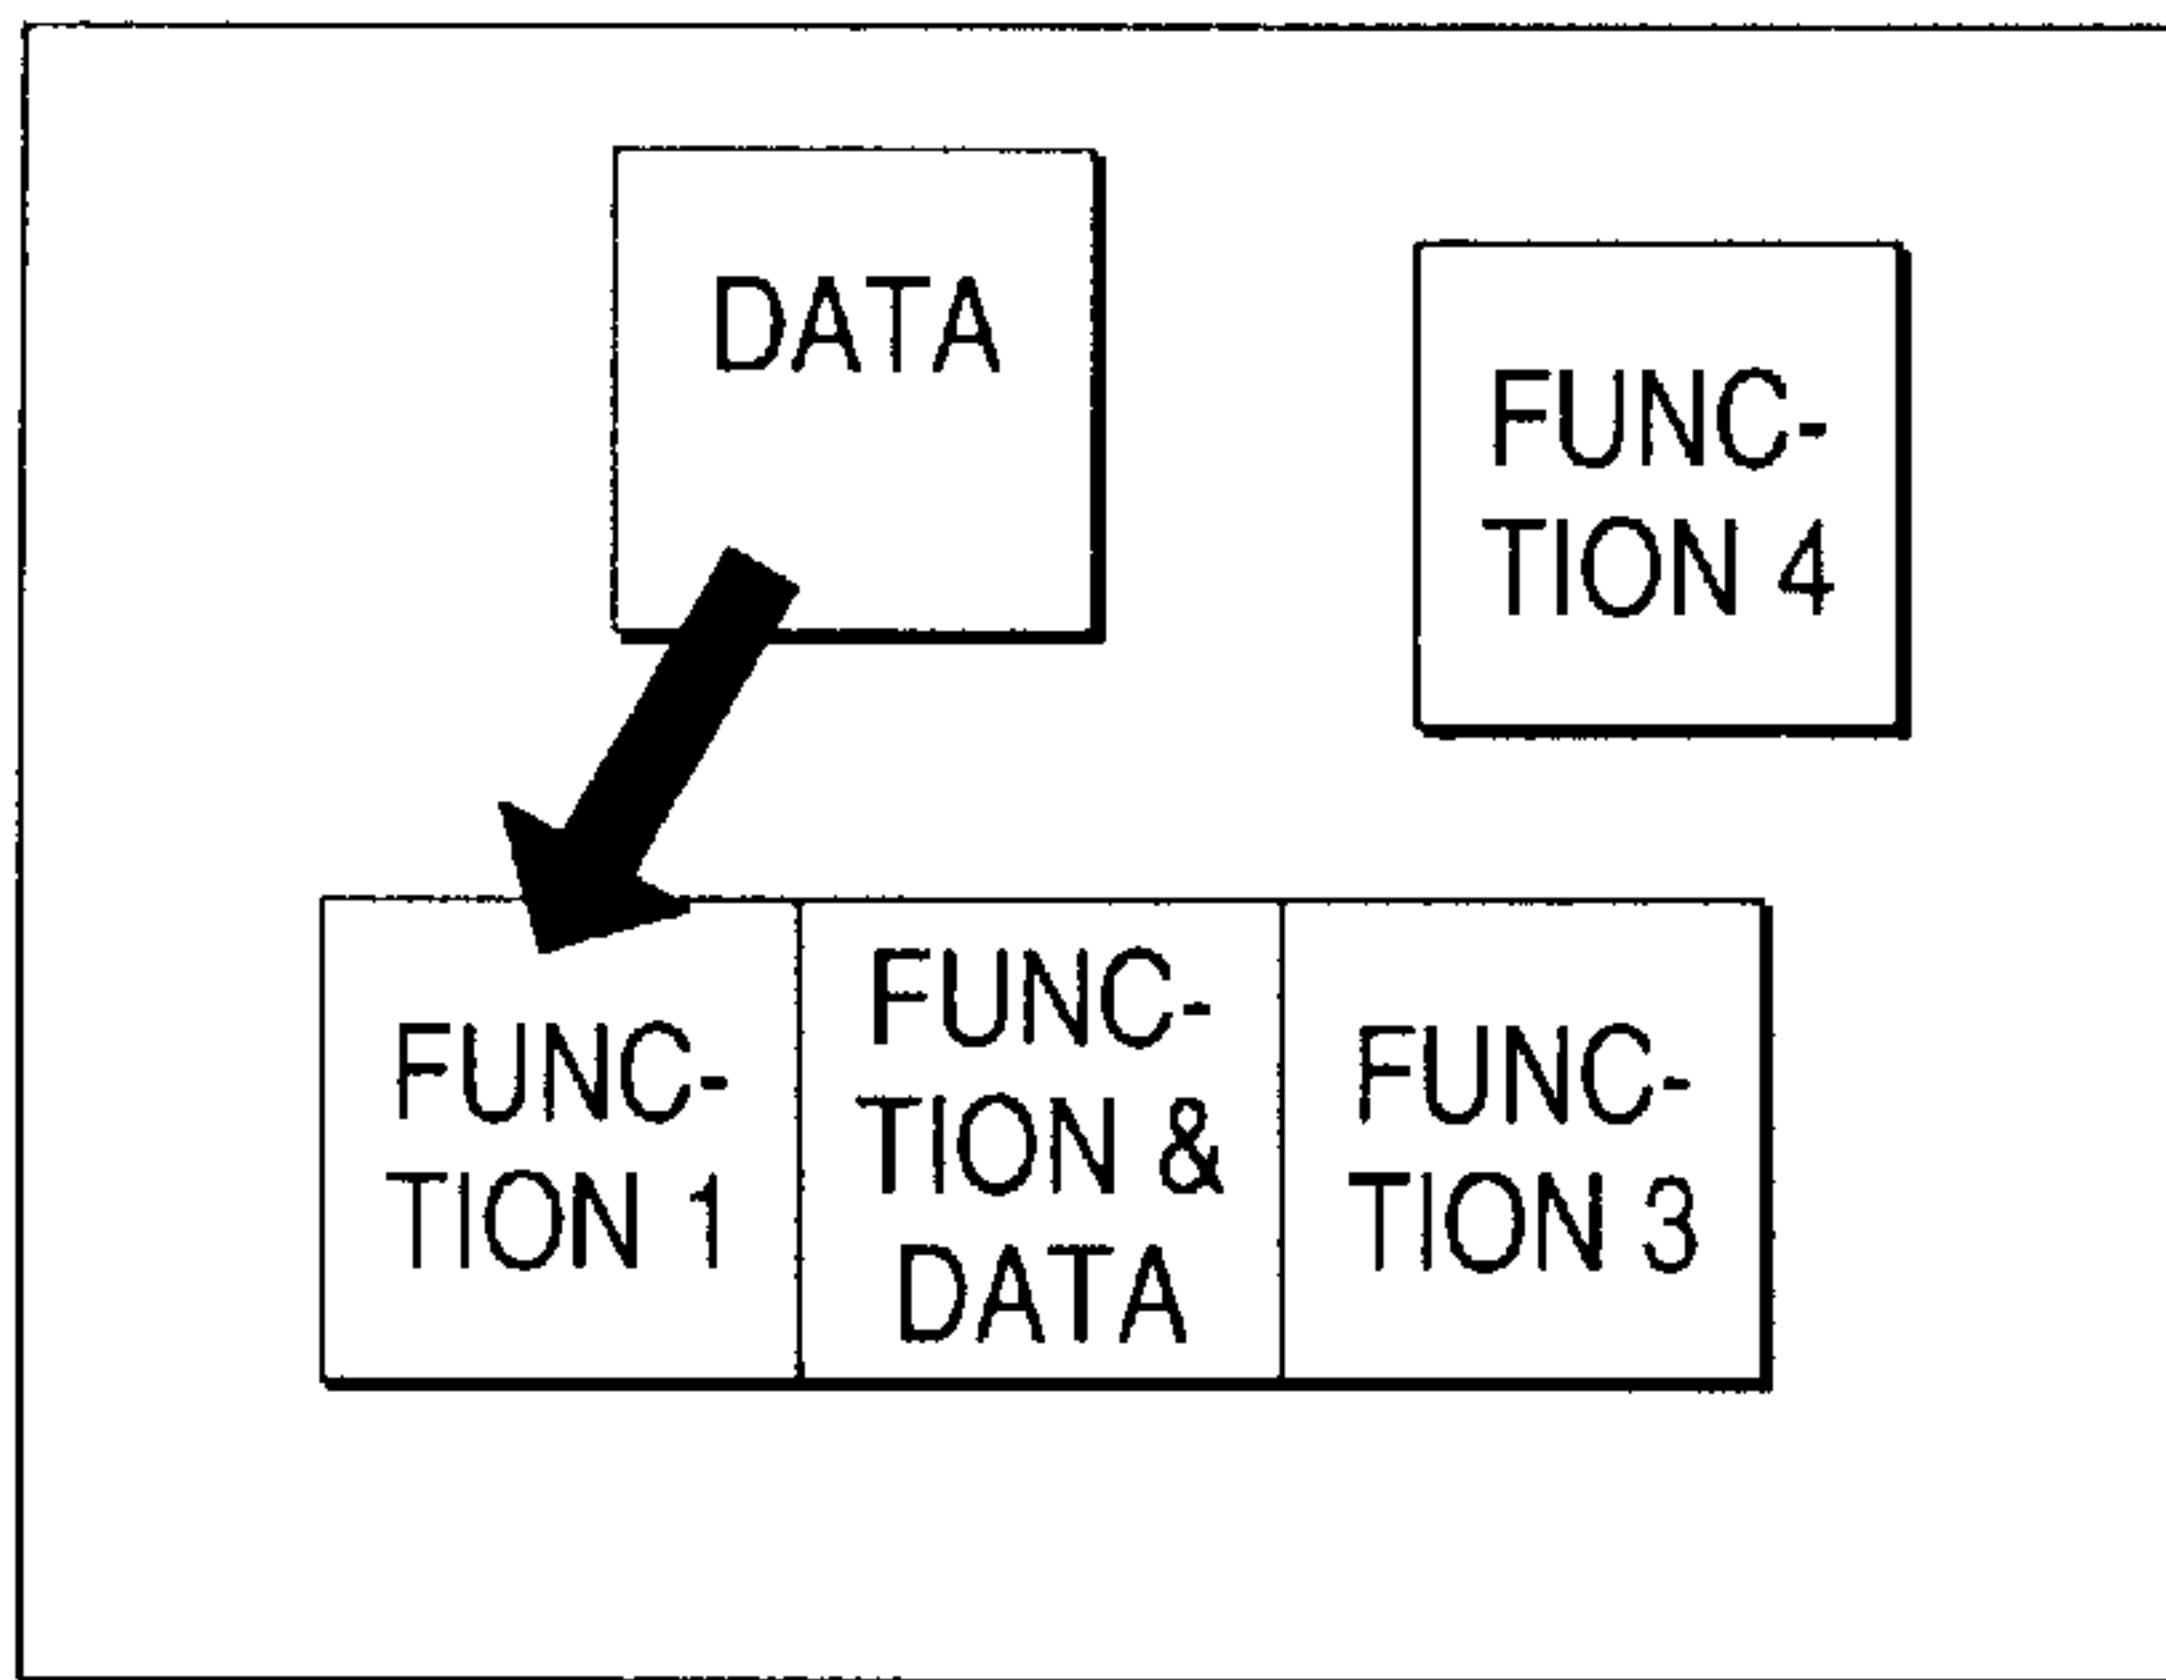 DATA
FUNC-
TION 4
FUNC-
TION 1
FUNC-
TION &
DATA
FUNC-
TION 3